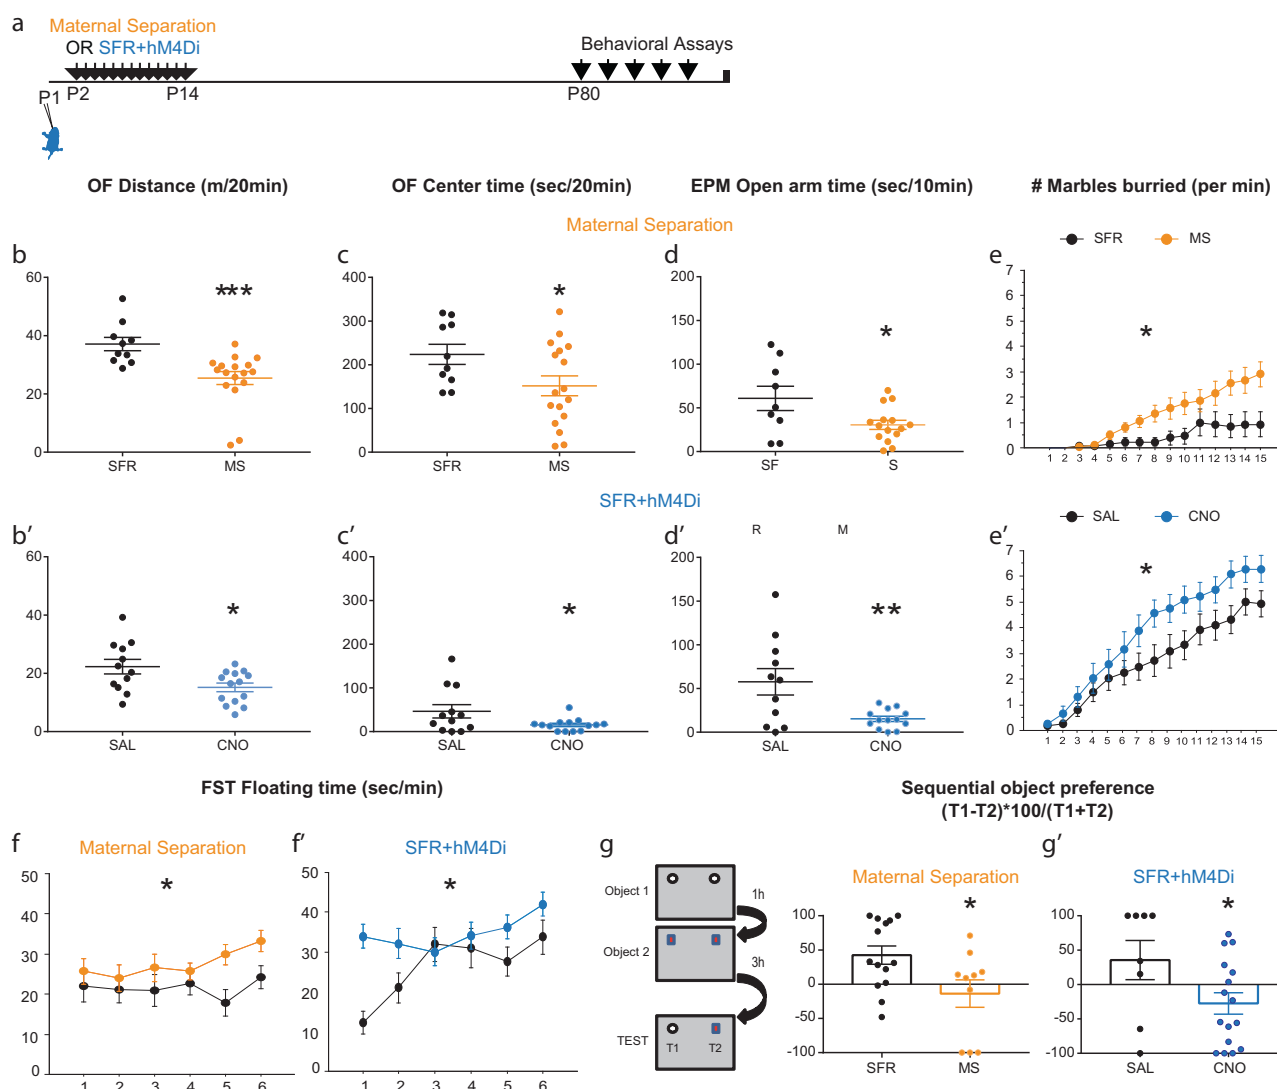 a
Maternal Separation
OR SFR+hM4Di
Behavioral Assays
P1 P2 P14 P80
OF Distance (m/20min) OF Center time (sec/20min) EPM Open arm time (sec/10min) # Marbles burried (per min)
Maternal Separation
SFR MS
b c d e
60 400 200 7
*** * * *
6
40 300 150 5
4
200 100 3
20 100 50 2
1
0 0 0 0
SFR MS SFR MS SF S 1 2 3 4 5 6 7 8 9 10 11 12 13 14 15
SFR+hM4Di
SAL CNO
b′ c′ d′ R M e′
60 400 200 7
6
* * ** *
40 300 150 5
4
200 100 3
20 100 50 2
1
0 0 0 0
SAL CNO SAL CNO SAL CNO 1 2 3 4 5 6 7 8 9 10 11 12 13 14 15
FST Floating time (sec/min) Sequential object preference
(T1-T2)*100/(T1+T2)
f f′ g g′
Maternal Separation SFR+hM4Di Maternal Separation SFR+hM4Di
50 50
* * * *
40 40
30 30
20 20
10 10
0 0
1 2 3 4 5 6 1 2 3 4 5 6
Object 1
1h
Object 2
3h
TEST T1 T2
100 100
50 50
0 0
-50 -50
-100 -100
SFR MS SAL CNO